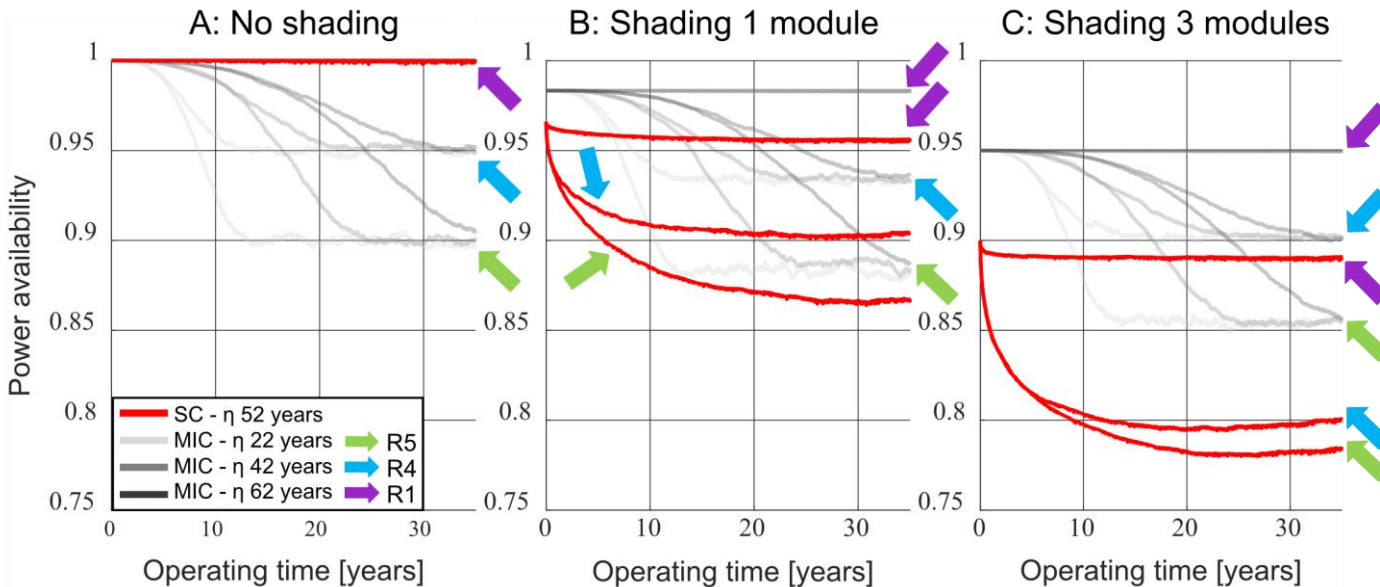 A: No shading
B: Shading 1 module
C: Shading 3 modules
Power availability
1
0.95
0.9
0.85
0.8
0.75
10
20
30
Operating time [years]
SC - η 52 years
MIC - η 22 years
MIC - η 42 years
MIC - η 62 years
R5
R4
R1
1
0.95
0.9
0.85
0.8
0.75
0
10
20
30
Operating time [years]
1
0.95
0.9
0.85
0.8
0.75
0
10
20
30
Operating time [years]